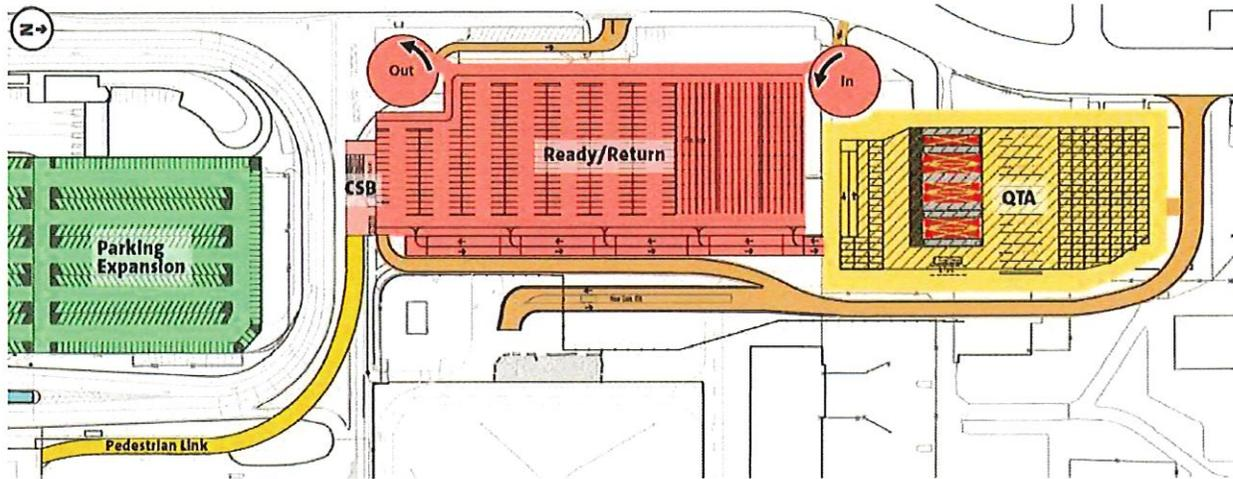 N
Out
In
CSB
Ready/Return
QTA
Parking
Expansion
Pedestrian Link